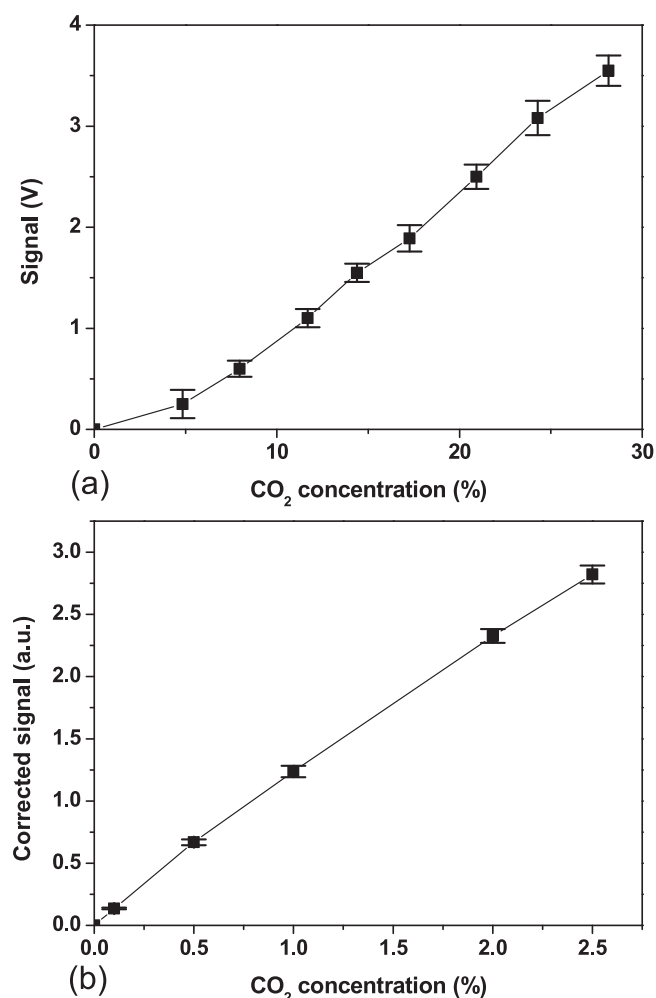 4
3
2
1
0
Signal (V)
0 10 20 30
(a)
CO₂ concentration (%)
3.0
2.5
2.0
1.5
1.0
0.5
0.0
Corrected signal (a.u.)
0.0 0.5 1.0 1.5 2.0 2.5
(b)
CO₂ concentration (%)